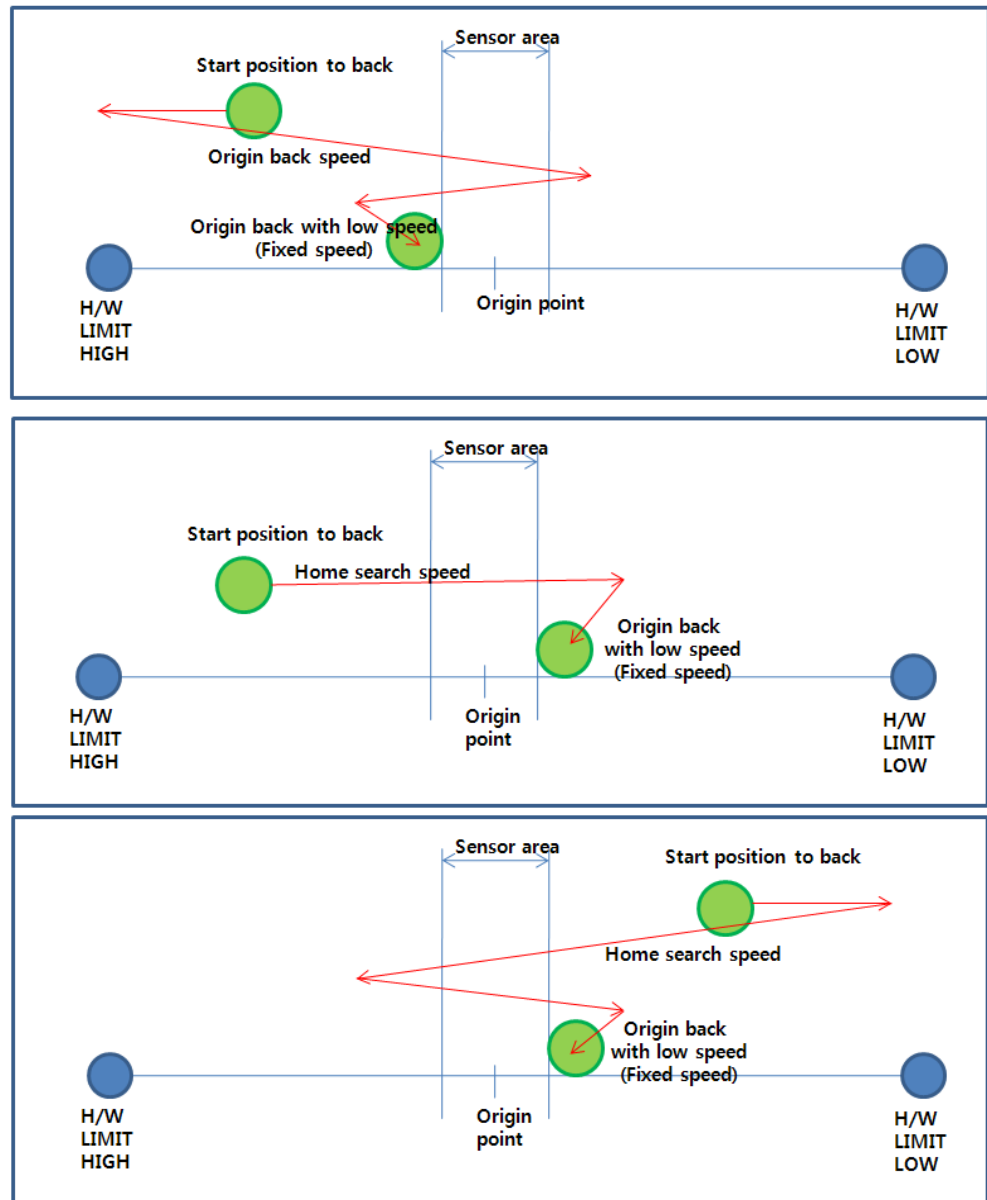 Sensor area
Start position to back
Origin back speed
Origin back with low speed
(Fixed speed)
Origin point
H/W
LIMIT
HIGH
H/W
LIMIT
LOW
Sensor area
Start position to back
Home search speed
Origin back
with low speed
(Fixed speed)
Origin
point
H/W
LIMIT
HIGH
H/W
LIMIT
LOW
Sensor area
Start position to back
Home search speed
Origin back
with low speed
(Fixed speed)
Origin
point
H/W
LIMIT
HIGH
H/W
LIMIT
LOW